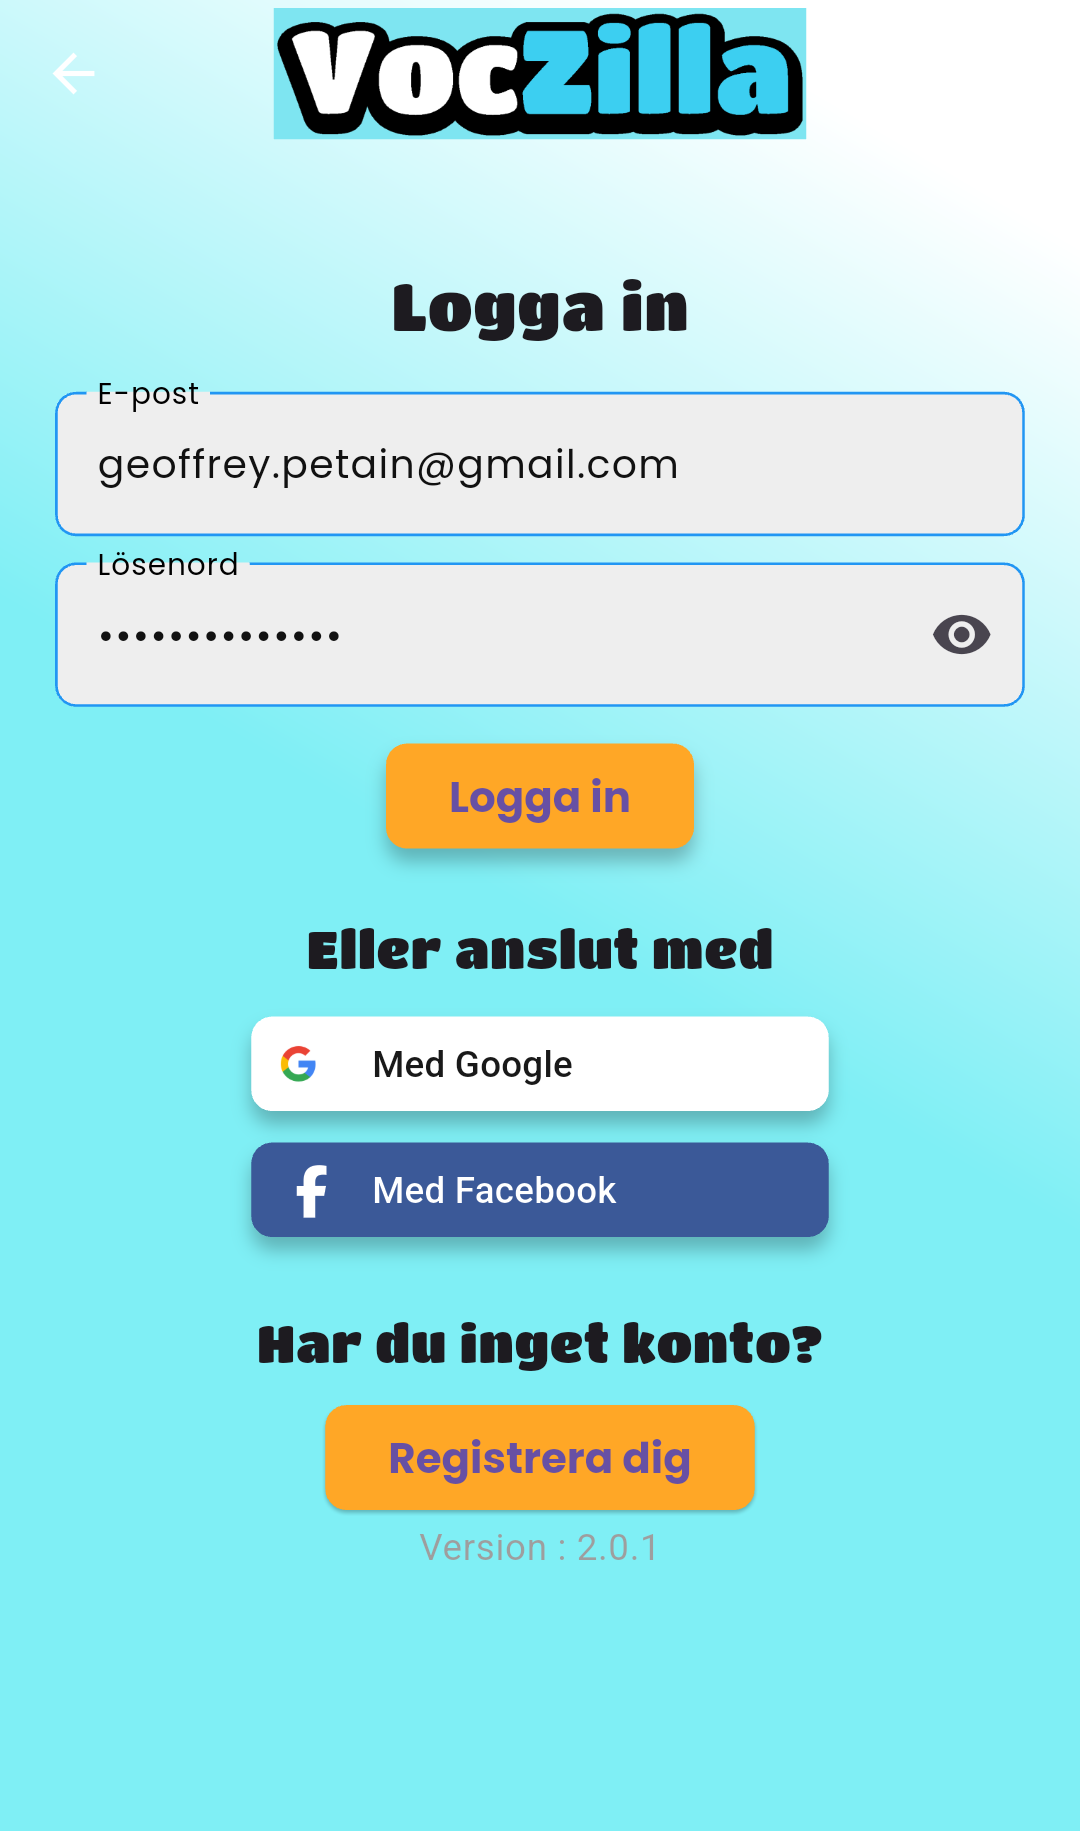 VocZilla
Logga in
E-post
geoffrey.petain@gmail.com
Lösenord
••••••••••••••
Logga in
Eller anslut med
Med Google
Med Facebook
Har du inget konto?
Registrera dig
Version : 2.0.1